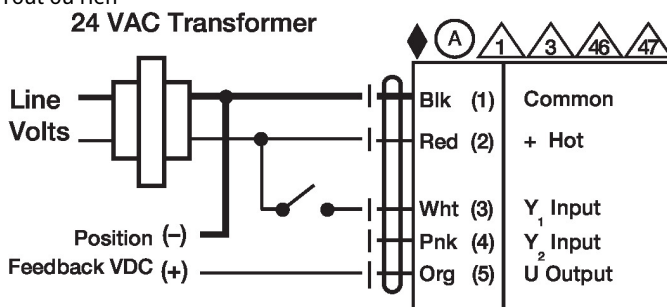 Tout ou rien
24 VAC Transformer
A 1 3 46 47
Line
Volts
Blk (1) Common
Red (2) + Hot
Wht (3) Y1 Input
Pnk (4) Y2 Input
Org (5) U Output
Position (–)
Feedback VDC (+)